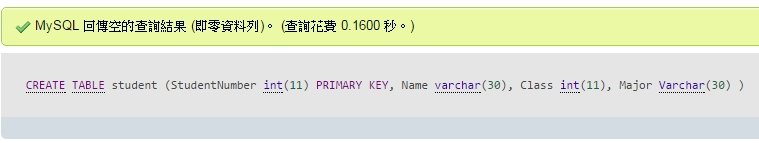 MySQL 回傳空的查詢結果 (即零資料列)。 (查詢花費 0.1600 秒。)
CREATE TABLE student (StudentNumber int(11) PRIMARY KEY, Name varchar(30), Class int(11), Major Varchar(30) )